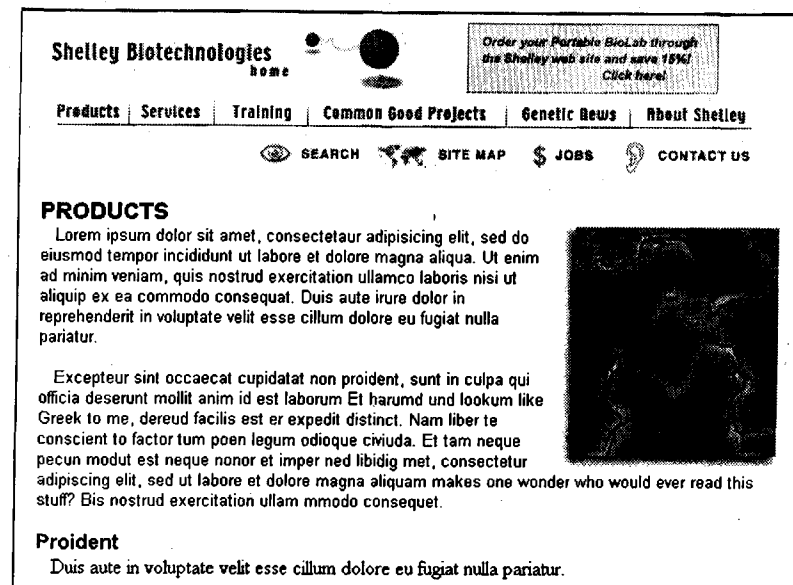 Shelley Biotechnologies
home
Order your Portable BioLab through
the Shelley web site and save 15%!
Click here!
Products Services Training Common Good Projects Genetic News About Shelley
SEARCH SITE MAP $ JOBS CONTACT US
PRODUCTS
Lorem ipsum dolor sit amet, consectetaur adipisicing elit, sed do
eiusmod tempor incididunt ut labore et dolore magna aliqua. Ut enim
ad minim veniam, quis nostrud exercitation ullamco laboris nisi ut
aliquip ex ea commodo consequat. Duis aute irure dolor in
reprehenderit in voluptate velit esse cillum dolore eu fugiat nulla
pariatur.
Excepteur sint occaecat cupidatat non proident, sunt in culpa qui
officia deserunt mollit anim id est laborum Et harumd und lookum like
Greek to me, dereud facilis est er expedit distinct. Nam liber te
conscient to factor tum poen legum odioque civiuda. Et tam neque
pecun modut est neque nonor et imper ned libidig met, consectetur
adipiscing elit, sed ut labore et dolore magna aliquam makes one wonder who would ever read this
stuff? Bis nostrud exercitation ullam mmodo consequet.
Proident
Duis aute in voluptate velit esse cillum dolore eu fugiat nulla pariatur.